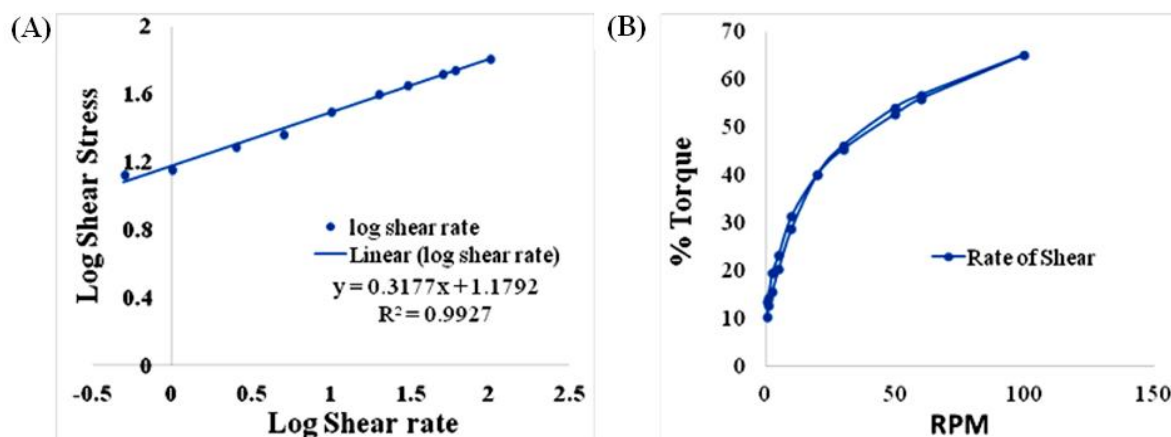 (A)
2
1.6
1.2
0.8
0.4
0
-0.5 0 0.5 1 1.5 2 2.5
Log Shear Stress
Log Shear rate
log shear rate
Linear (log shear rate)
y = 0.3177x + 1.1792
R² = 0.9927
(B)
70
60
50
40
30
20
10
0
0 50 100 150
% Torque
RPM
Rate of Shear